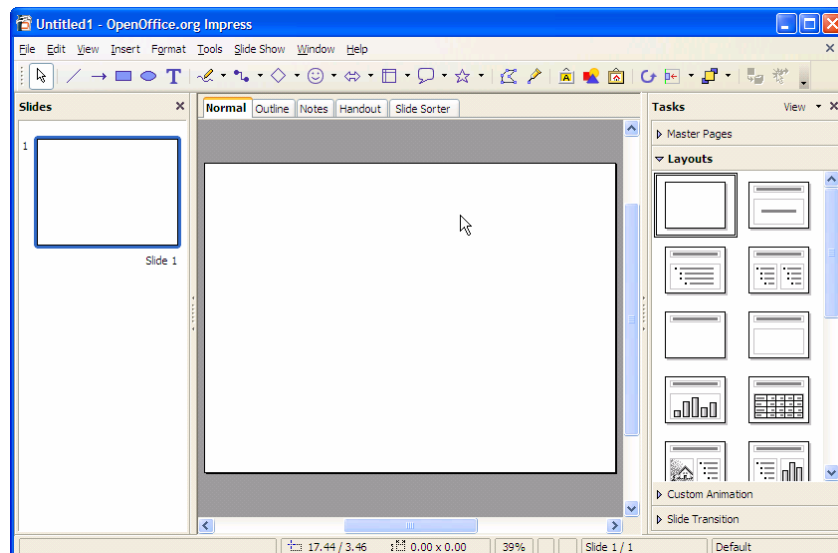 Untitled1 - OpenOffice.org Impress
File Edit View Insert Format Tools Slide Show Window Help
Slides
Normal Outline Notes Handout Slide Sorter
Tasks View
Master Pages
Layouts
1
Slide 1
Custom Animation
Slide Transition
17.44 / 3.46 0.00 x 0.00 39% Slide 1 / 1 Default